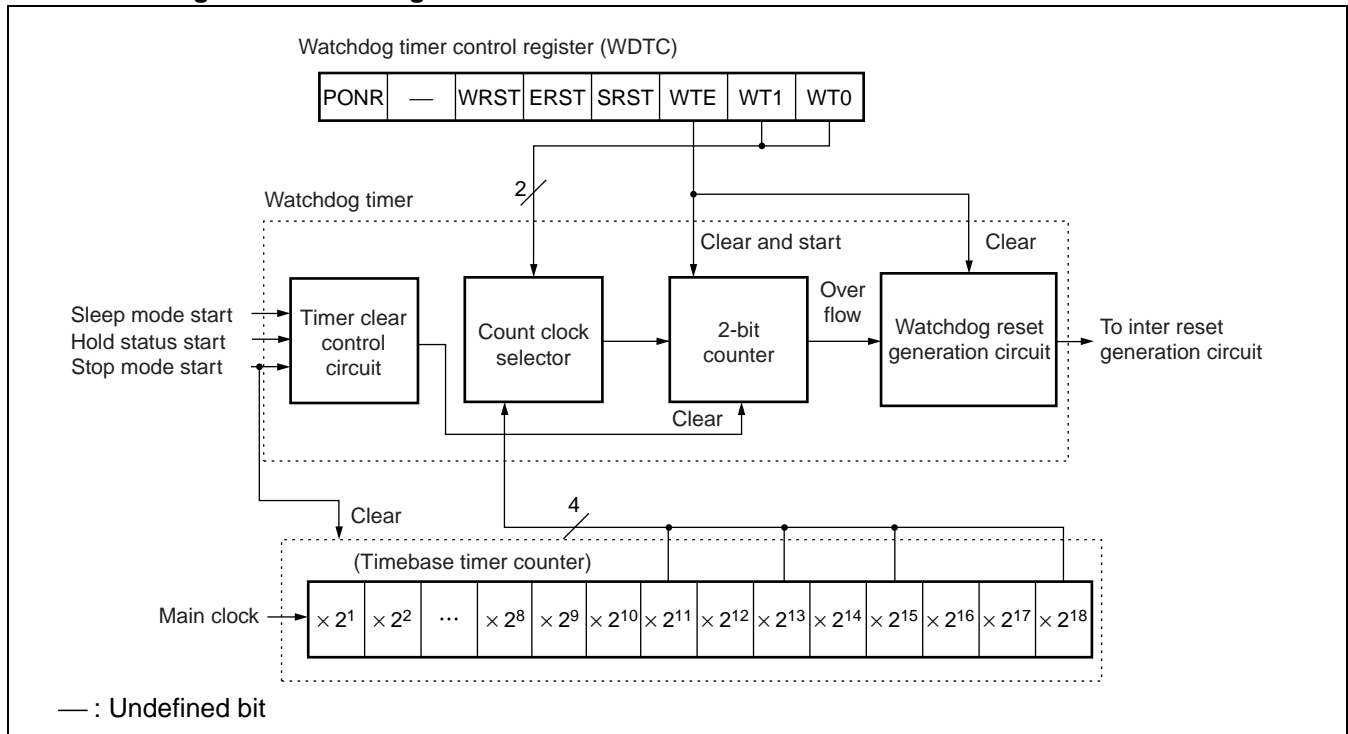 Watchdog timer control register (WDTC)
PONR — WRST ERST SRST WTE WT1 WT0
2
Watchdog timer
Clear and start
Clear
Sleep mode start
Hold status start
Stop mode start
Timer clear
control
circuit
Count clock
selector
2-bit
counter
Over
flow
Watchdog reset
generation circuit
To inter reset
generation circuit
Clear
Clear
4
(Timebase timer counter)
Main clock
× 2¹ × 2² ··· × 2⁸ × 2⁹ × 2¹⁰ × 2¹¹ × 2¹² × 2¹³ × 2¹⁴ × 2¹⁵ × 2¹⁶ × 2¹⁷ × 2¹⁸
— : Undefined bit